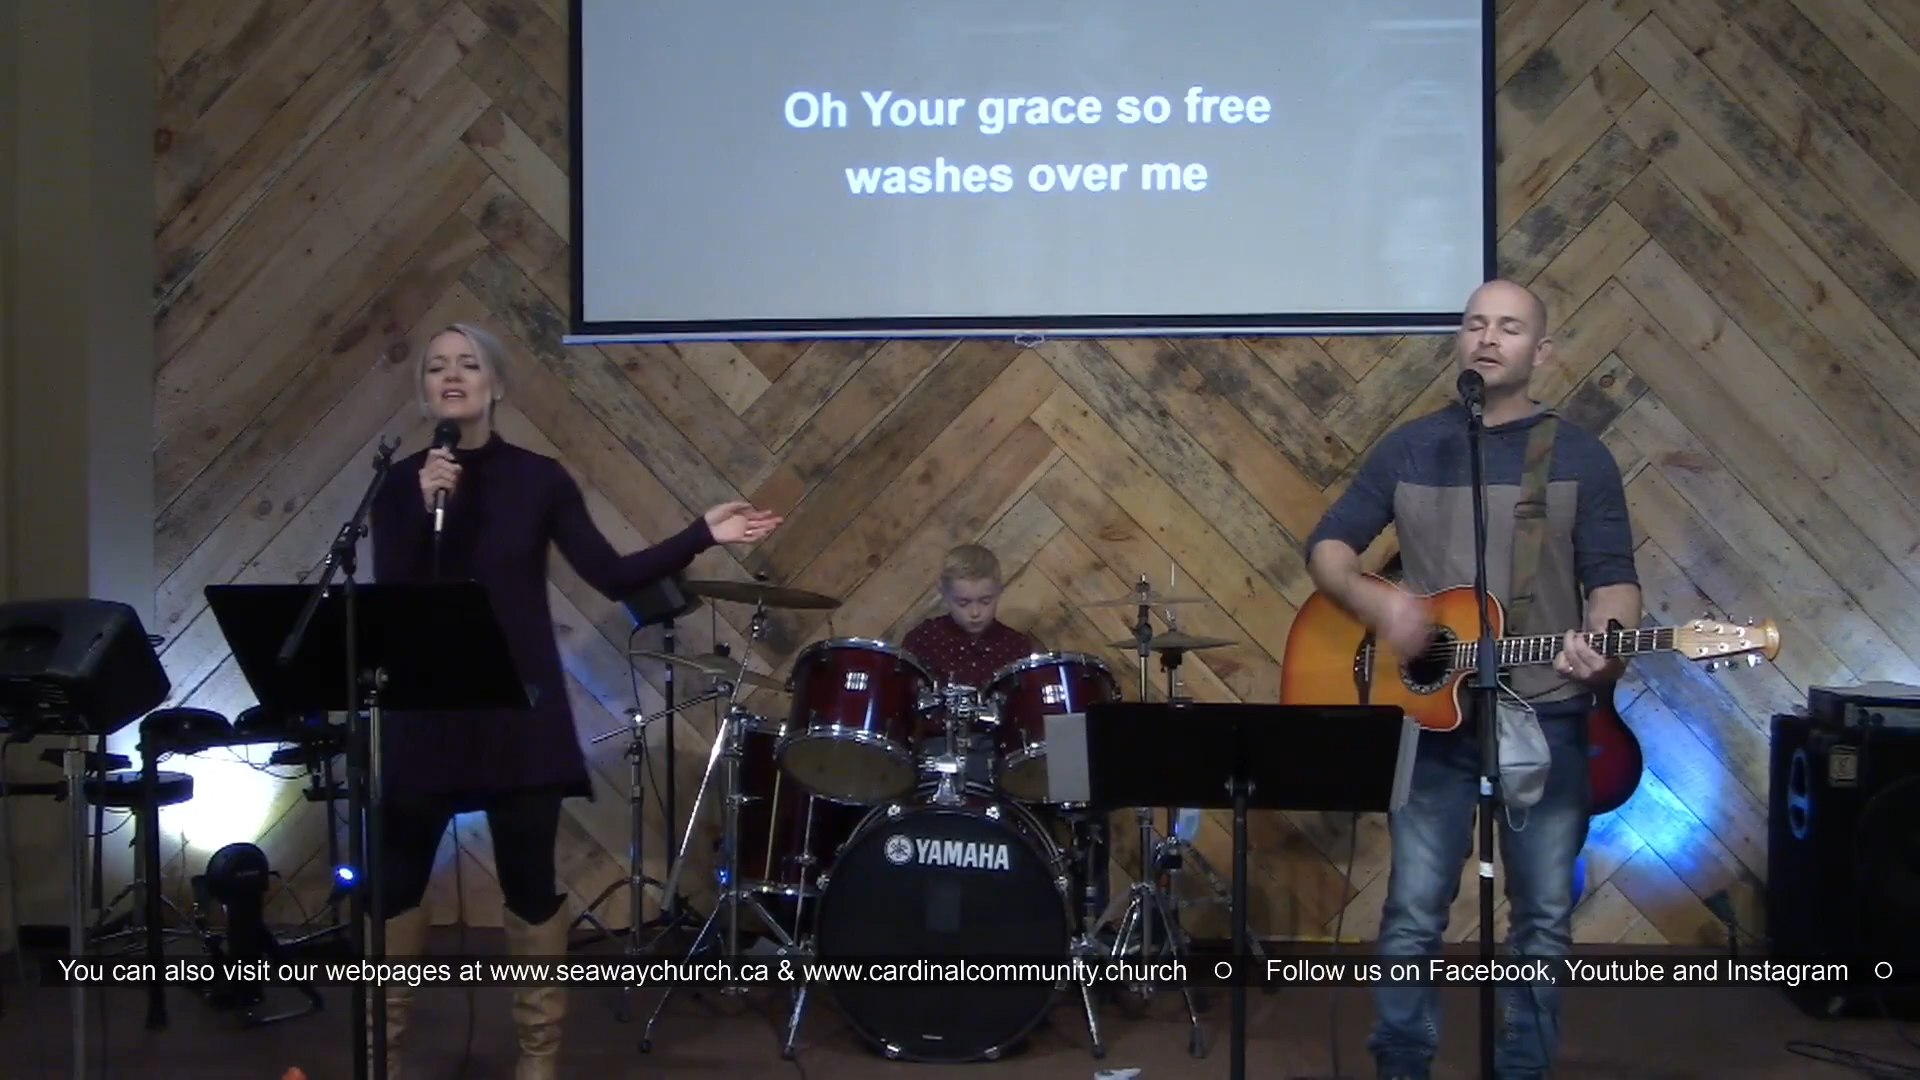 Oh Your grace so free
washes over me
YAMAHA
You can also visit our webpages at www.seawaychurch.ca & www.cardinalcommunity.church ○ Follow us on Facebook, Youtube and Instagram ○